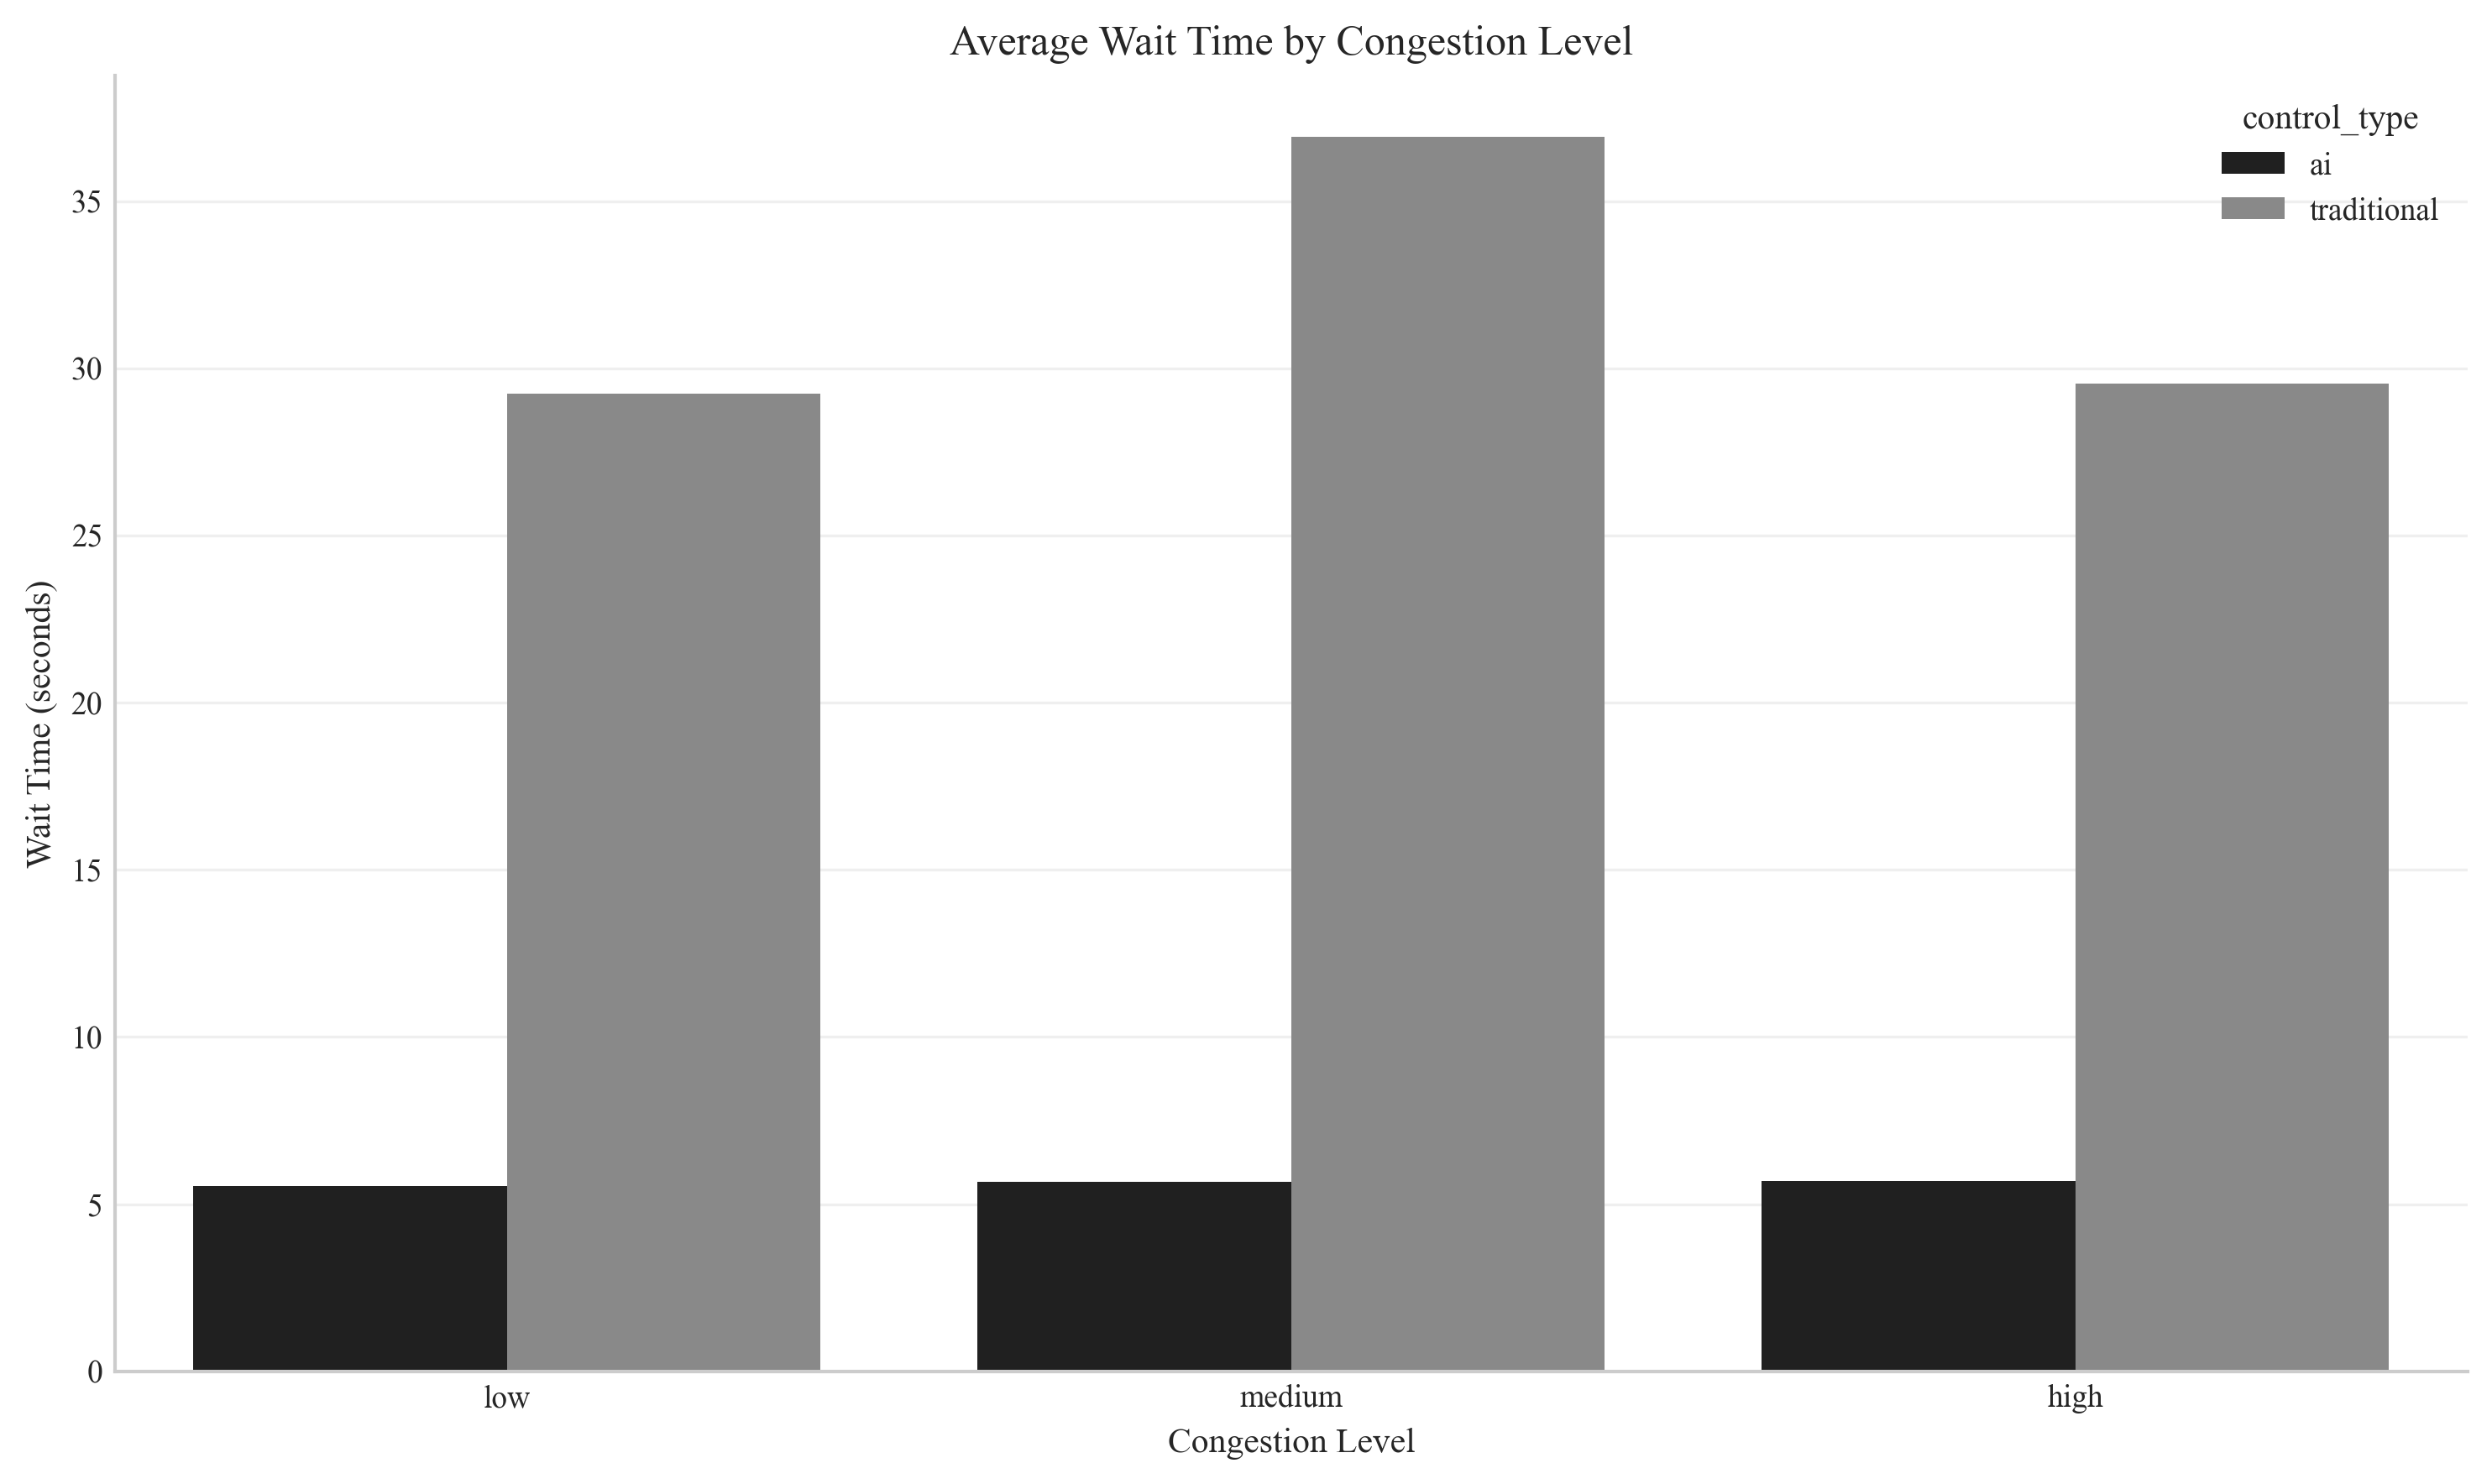 Average Wait Time by Congestion Level
control_type
ai
traditional
35
30
25
20
15
10
5
0
Wait Time (seconds)
low
medium
high
Congestion Level